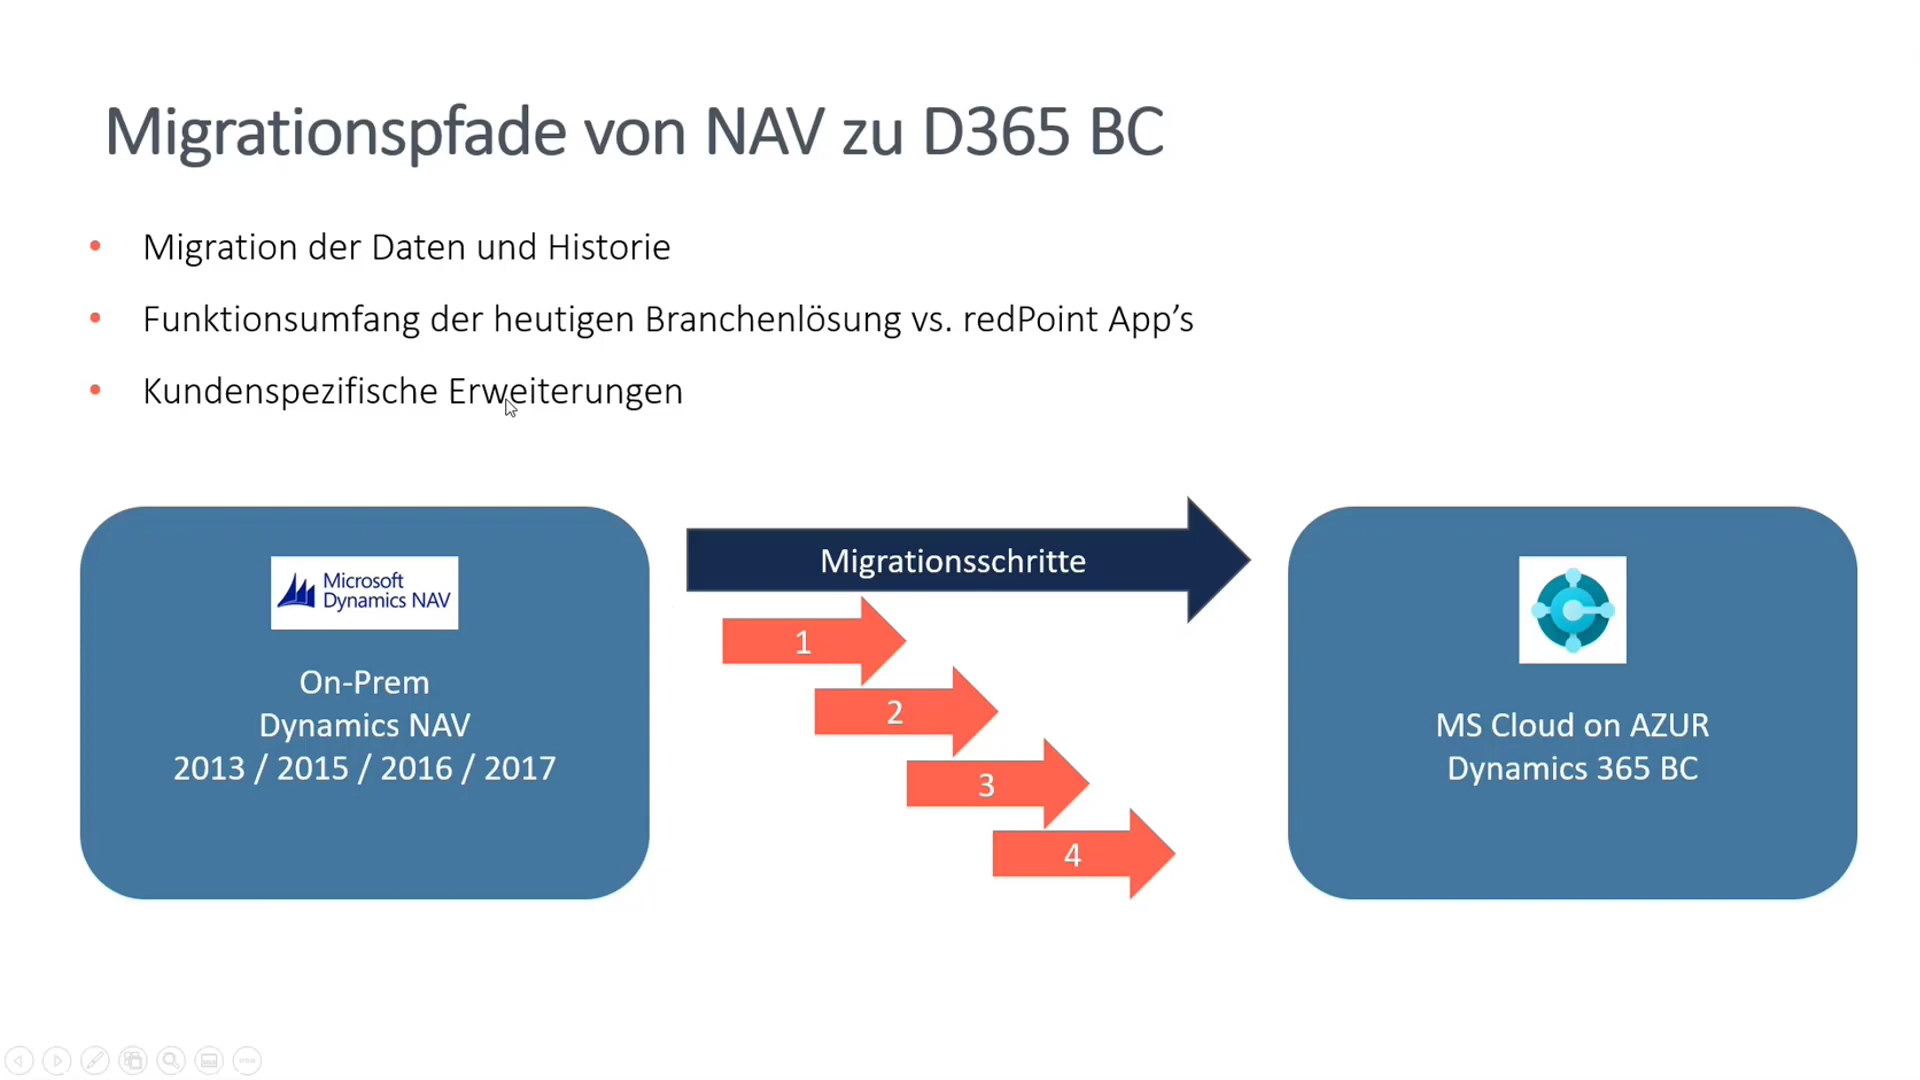 Migrationspfade von NAV zu D365 BC
Migration der Daten und Historie
Funktionsumfang der heutigen Branchenlösung vs. redPoint App’s
Kundenspezifische Erweiterungen
Microsoft
Dynamics NAV
On-Prem
Dynamics NAV
2013 / 2015 / 2016 / 2017
Migrationsschritte
1
2
3
4
MS Cloud on AZUR
Dynamics 365 BC